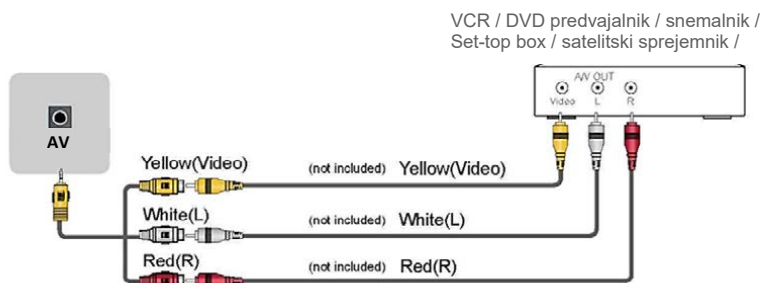 VCR / DVD predvajalnik / snemalnik /
Set-top box / satelitski sprejemnik /
A/V OUT
Video L R
AV
Yellow(Video) (not included) Yellow(Video)
White(L) (not included) White(L)
Red(R) (not included) Red(R)